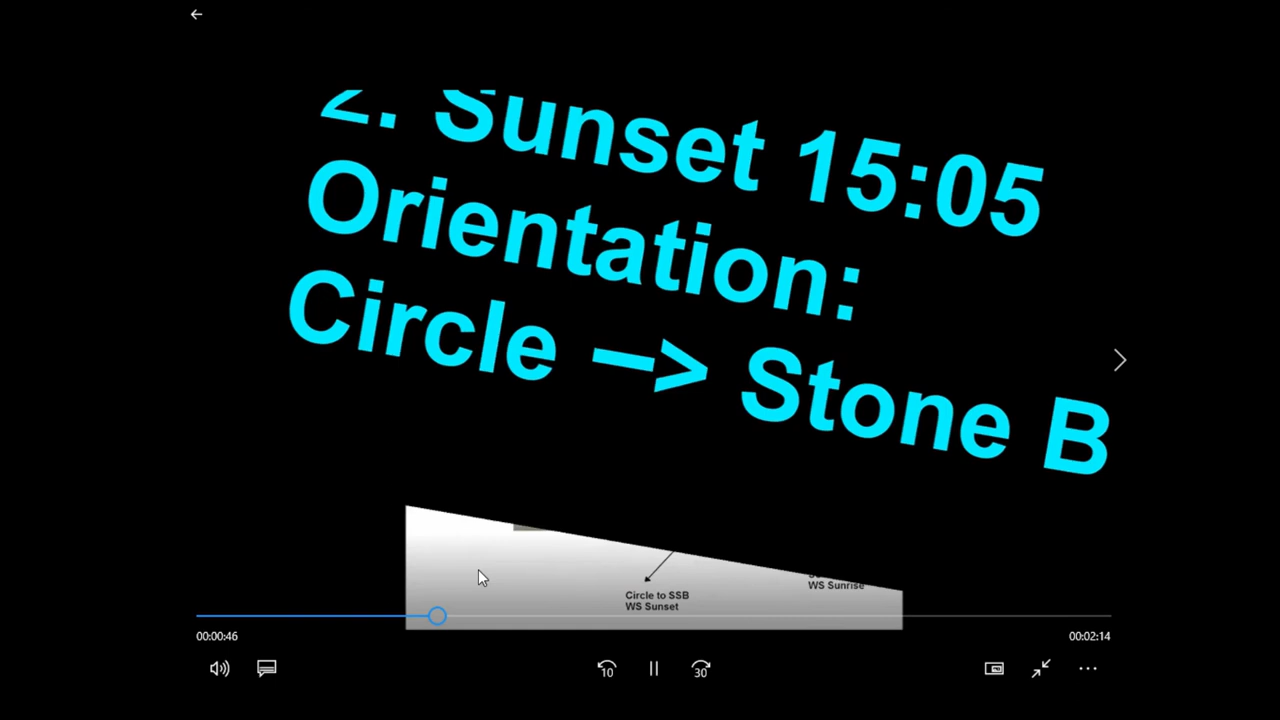 2. Sunset 15:05
Orientation:
Circle —> Stone B
Circle to SSB
WS Sunset
WS Sunrise
00:00:46
00:02:14
10
30